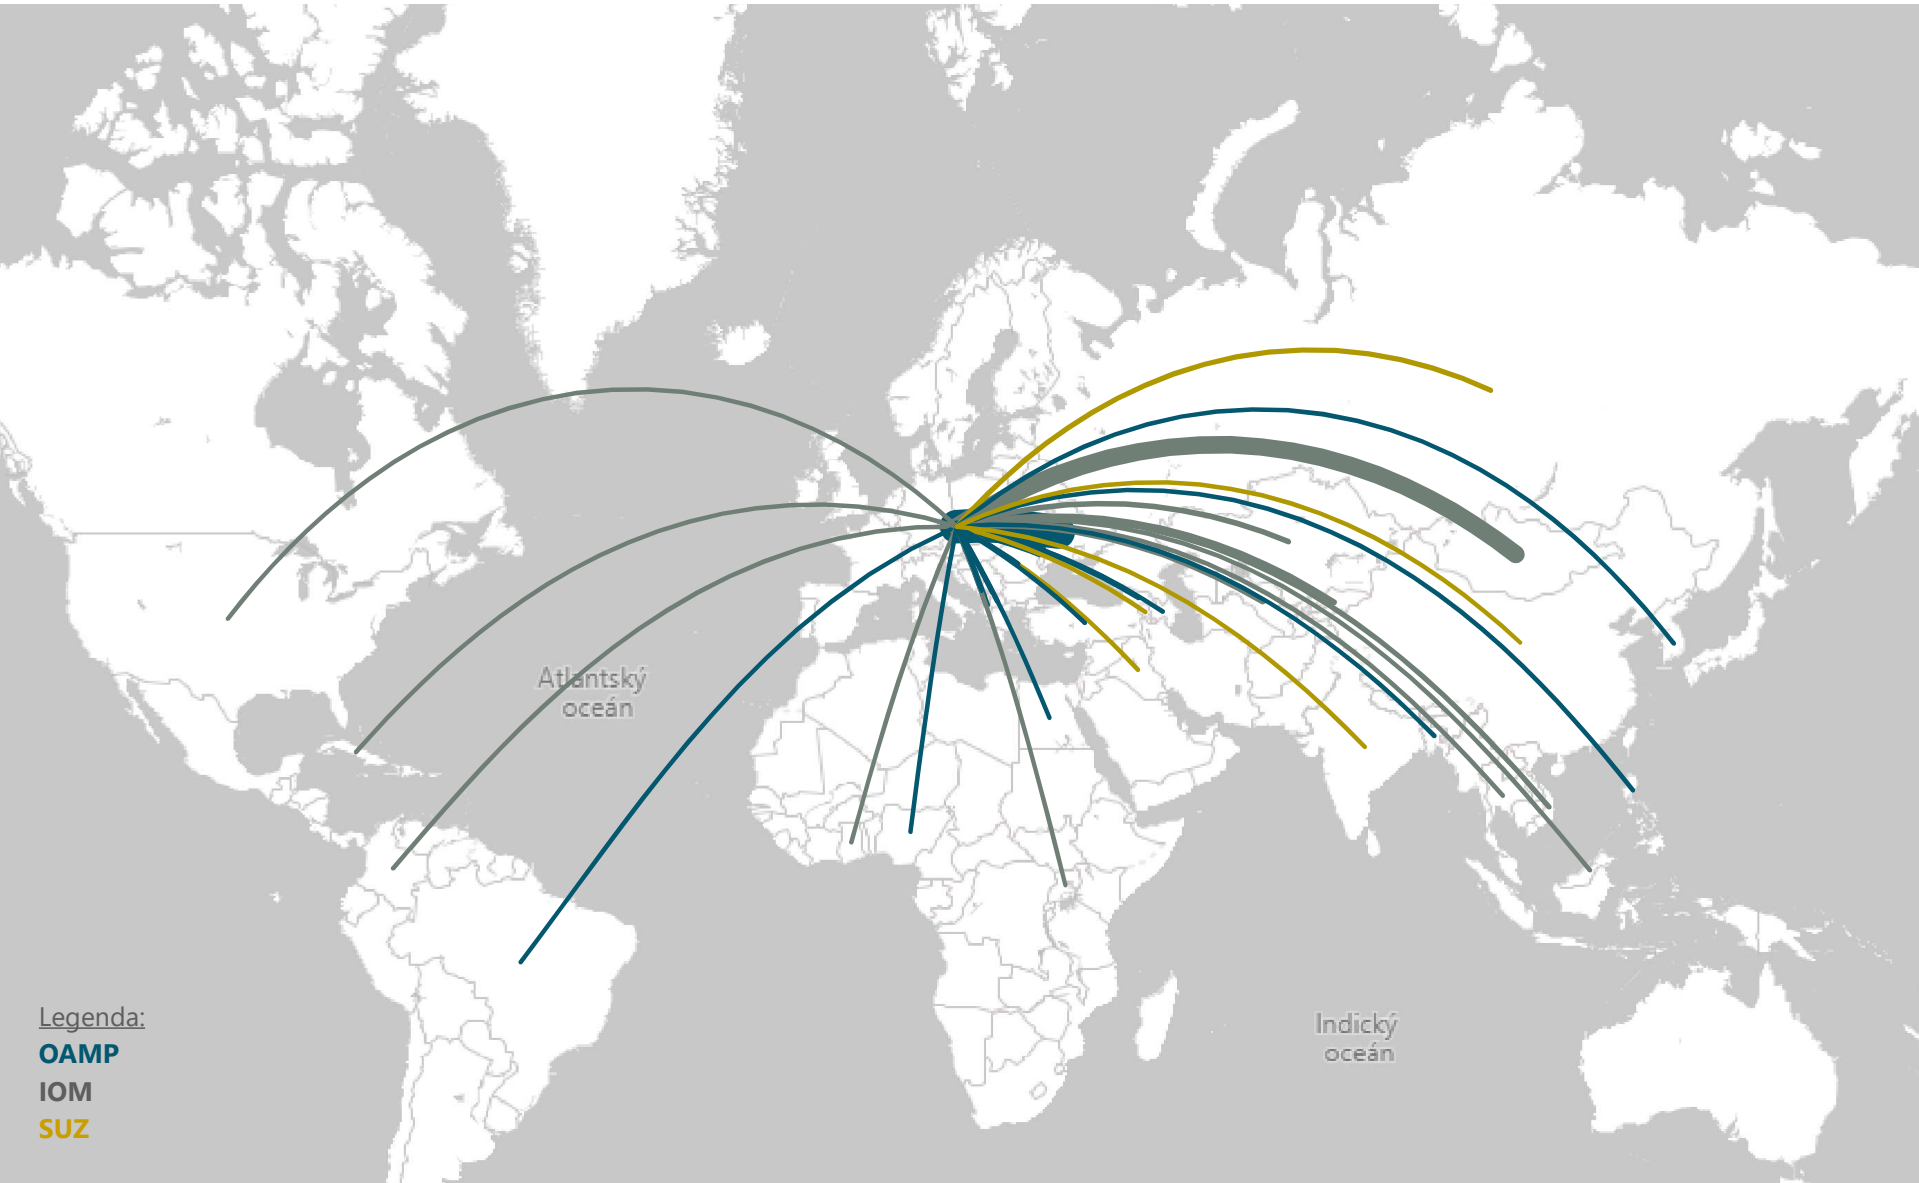 Atlantský
oceán
Indický
oceán
Legenda:
OAMP
IOM
SUZ